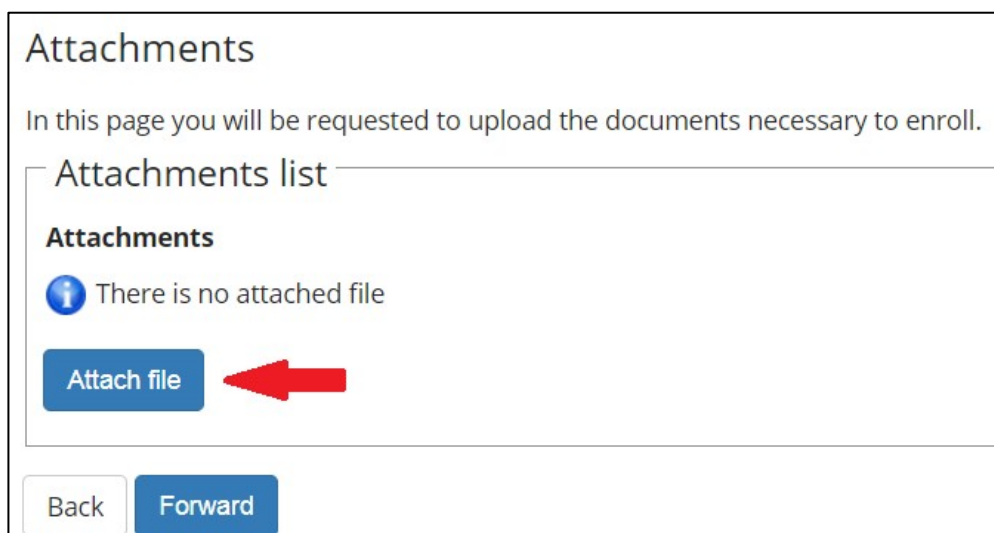 Attachments
In this page you will be requested to upload the documents necessary to enroll.
Attachments list
Attachments
There is no attached file
Attach file
Back Forward